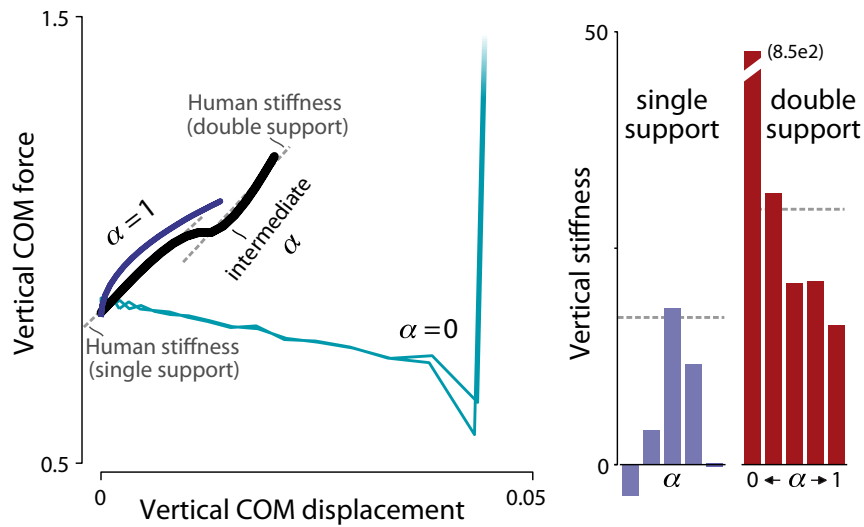 1.5
Vertical COM force
0.5
0
0.05
Vertical COM displacement
Human stiffness
(double support)
α = 1
intermediate
α
α = 0
Human stiffness
(single support)
50
Vertical stiffness
0
(8.5e2)
single
support
double
support
α
0 ← α → 1